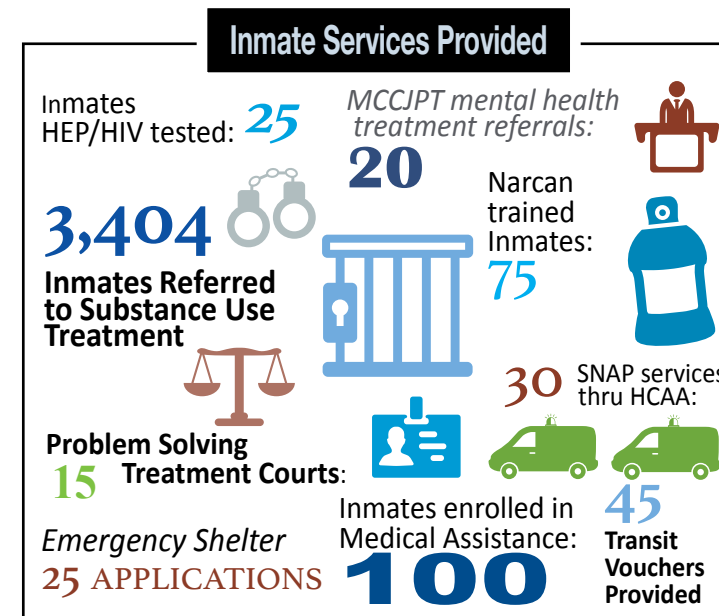 Inmate Services Provided
Inmates
HEP/HIV tested: 25
MCCJPT mental health
treatment referrals:
20
3,404
Inmates Referred
to Substance Use
Treatment
Narcan
trained
Inmates:
75
30 SNAP services
thru HCAA:
Problem Solving
15 Treatment Courts:
Emergency Shelter
25 APPLICATIONS
Inmates enrolled in
Medical Assistance:
100
45
Transit
Vouchers
Provided